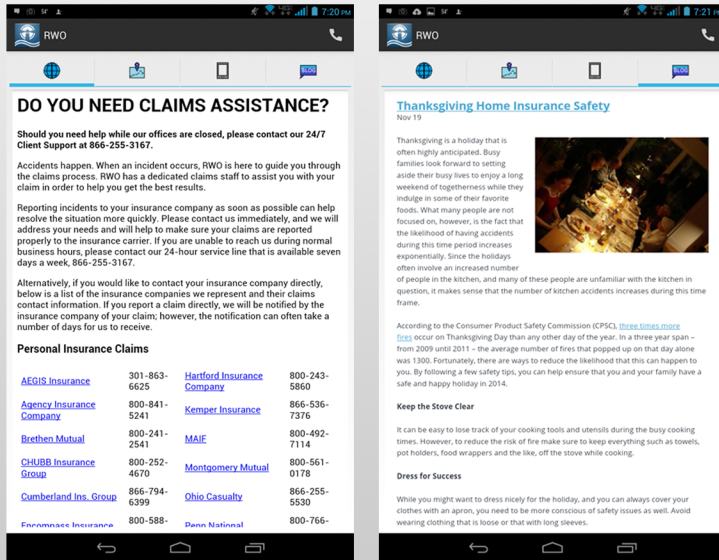 7:20 PM
RWO
BLOG
DO YOU NEED CLAIMS ASSISTANCE?
Should you need help while our offices are closed, please contact our 24/7
Client Support at 866-255-3167.
Accidents happen. When an incident occurs, RWO is here to guide you through
the claims process. RWO has a dedicated claims staff to assist you with your
claim in order to help you get the best results.
Reporting incidents to your insurance company as soon as possible can help
resolve the situation more quickly. Please contact us immediately, and we will
address your needs and will help to make sure your claims are reported
properly to the insurance carrier. If you are unable to reach us during normal
business hours, please contact our 24-hour service line that is available seven
days a week, 866-255-3167.
Alternatively, if you would like to contact your insurance company directly,
below is a list of the insurance companies we represent and their claims
contact information. If you report a claim directly, we will be notified by the
insurance company of your claim; however, the notification can often take a
number of days for us to receive.
Personal Insurance Claims
AEGIS Insurance 301-863-6625 Hartford Insurance Company 800-243-5860
Agency Insurance Company 800-841-5241 Kemper Insurance 866-536-7376
Brethen Mutual 800-241-2541 MAIF 800-492-7114
CHUBB Insurance Group 800-252-4670 Montgomery Mutual 800-561-0178
Cumberland Ins. Group 866-794-6399 Ohio Casualty 866-255-5530
Encompass Insurance 800-588- Penn National 800-766-
7:21 PM
RWO
BLOG
Thanksgiving Home Insurance Safety
Nov 19
Thanksgiving is a holiday that is
often highly anticipated. Busy
families look forward to setting
aside their busy lives to enjoy a long
weekend of togetherness while they
indulge in some of their favorite
foods. What many people are not
focused on, however, is the fact that
the likelihood of having accidents
during this time period increases
exponentially. Since the holidays
often involve an increased number
of people in the kitchen, and many of these people are unfamiliar with the kitchen in
question, it makes sense that the number of kitchen accidents increases during this time
frame.
According to the Consumer Product Safety Commission (CPSC), three times more
fires occur on Thanksgiving Day than any other day of the year. In a three year span –
from 2009 until 2011 – the average number of fires that popped up on that day alone
was 1300. Fortunately, there are ways to reduce the likelihood that this can happen to
you. By following a few safety tips, you can help ensure that you and your family have a
safe and happy holiday in 2014.
Keep the Stove Clear
It can be easy to lose track of your cooking tools and utensils during the busy cooking
times. However, to reduce the risk of fire make sure to keep everything such as towels,
pot holders, food wrappers and the like, off the stove while cooking.
Dress for Success
While you might want to dress nicely for the holiday, and you can always cover your
clothes with an apron, you need to be more conscious of safety issues as well. Avoid
wearing clothing that is loose or that with long sleeves.